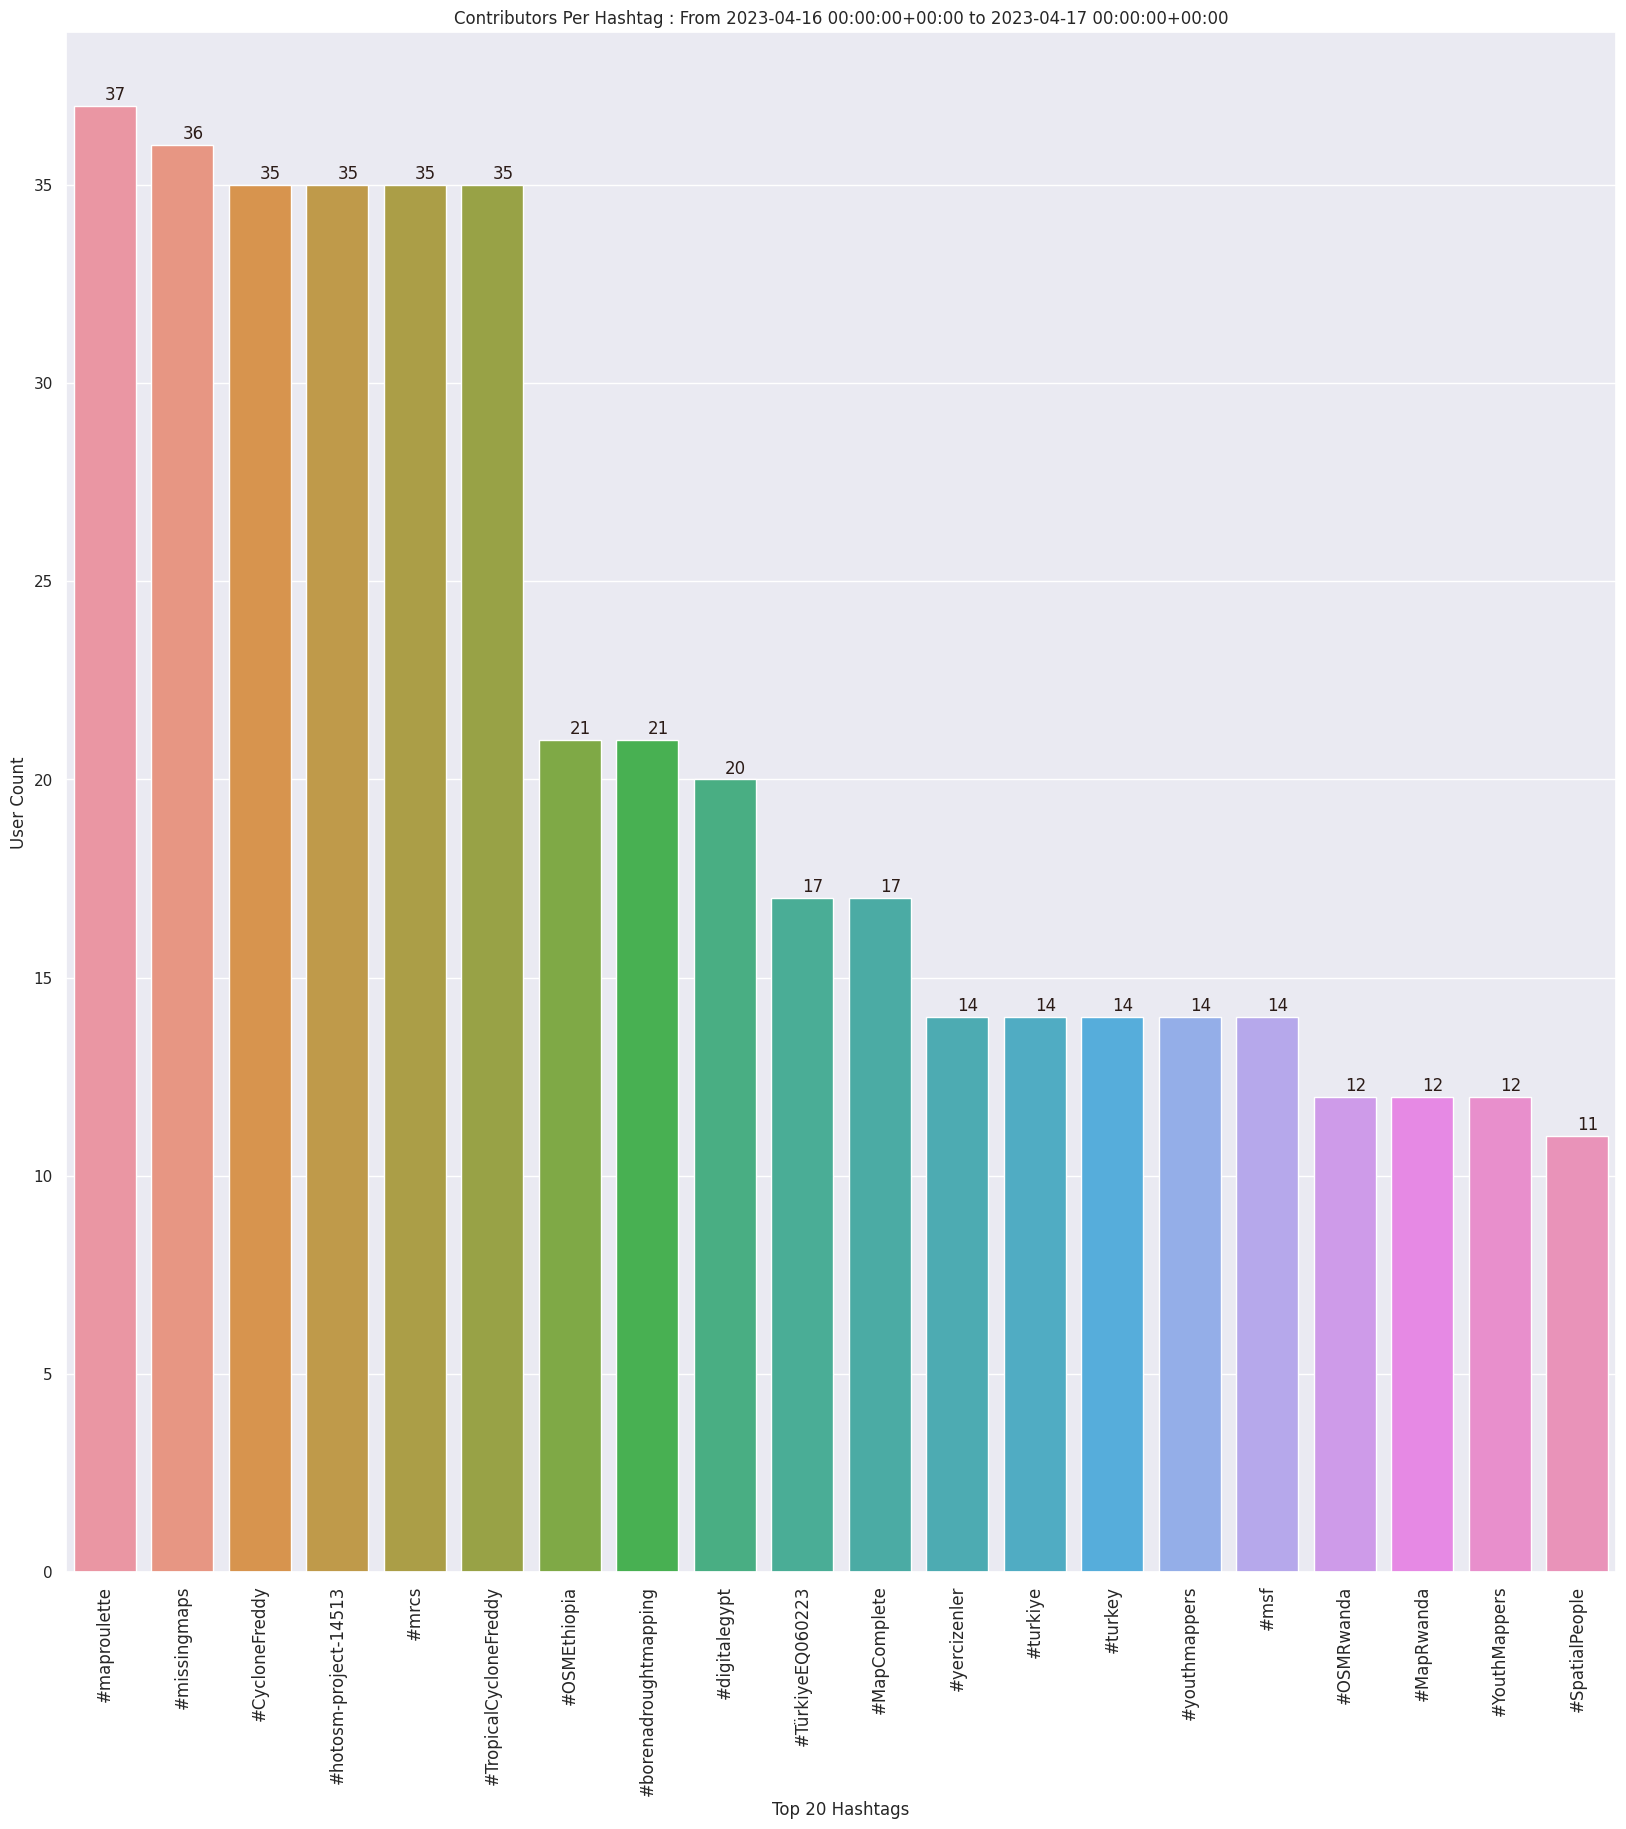 Contributors Per Hashtag : From 2023-04-16 00:00:00+00:00 to 2023-04-17 00:00:00+00:00
User Count
35
30
25
20
15
10
5
0
37
36
35
35
35
35
21
21
20
17
17
14
14
14
14
14
12
12
12
11
#maproulette
#missingmaps
#CycloneFreddy
#hotosm-project-14513
#mrcs
#TropicalCycloneFreddy
#OSMEthiopia
#borenadroughtmapping
#digitalegypt
#TürkiyeEQ060223
#MapComplete
#yercizenler
#turkiye
#turkey
#youthmappers
#msf
#OSMRwanda
#MapRwanda
#YouthMappers
#SpatialPeople
Top 20 Hashtags